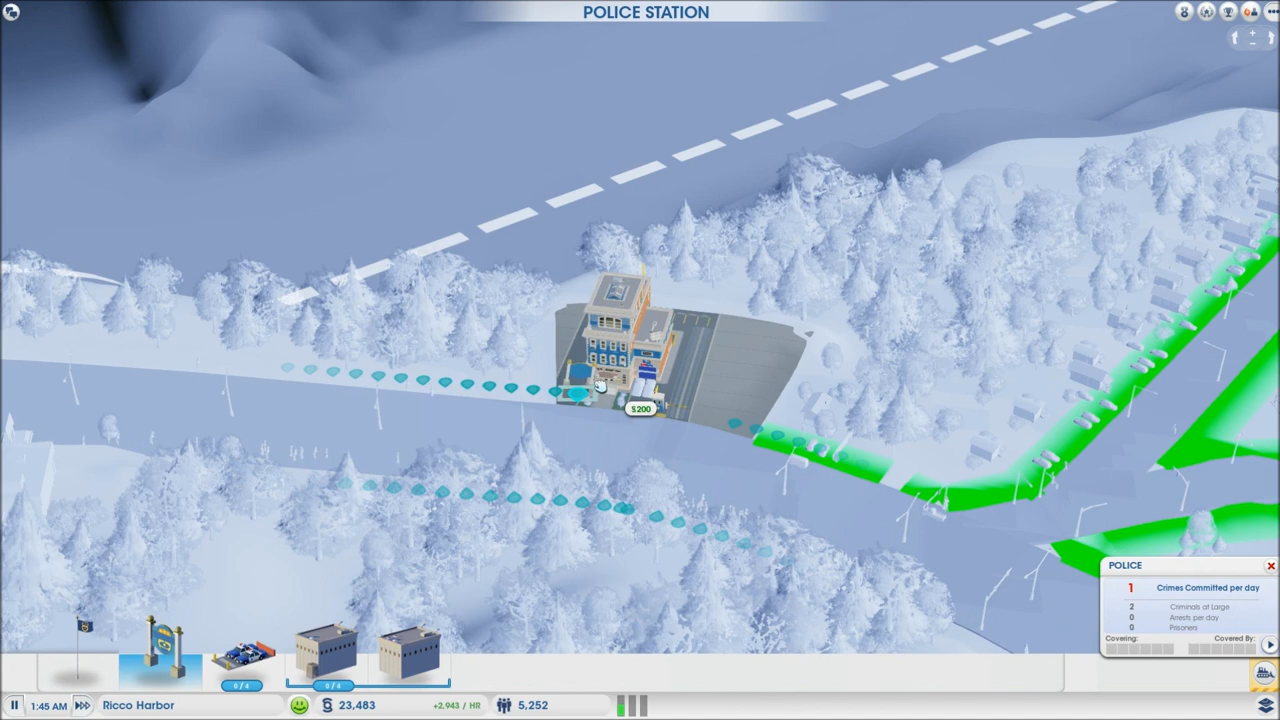 POLICE STATION
S200
POLICE
1 Crimes Committed per day
2 Criminals at Large
0 Arrests per day
0 Prisoners
Covering: Covered By:
0 / 4
0 / 4
1:45 AM
Ricco Harbor
23,483
+2,943 / HR
5,252